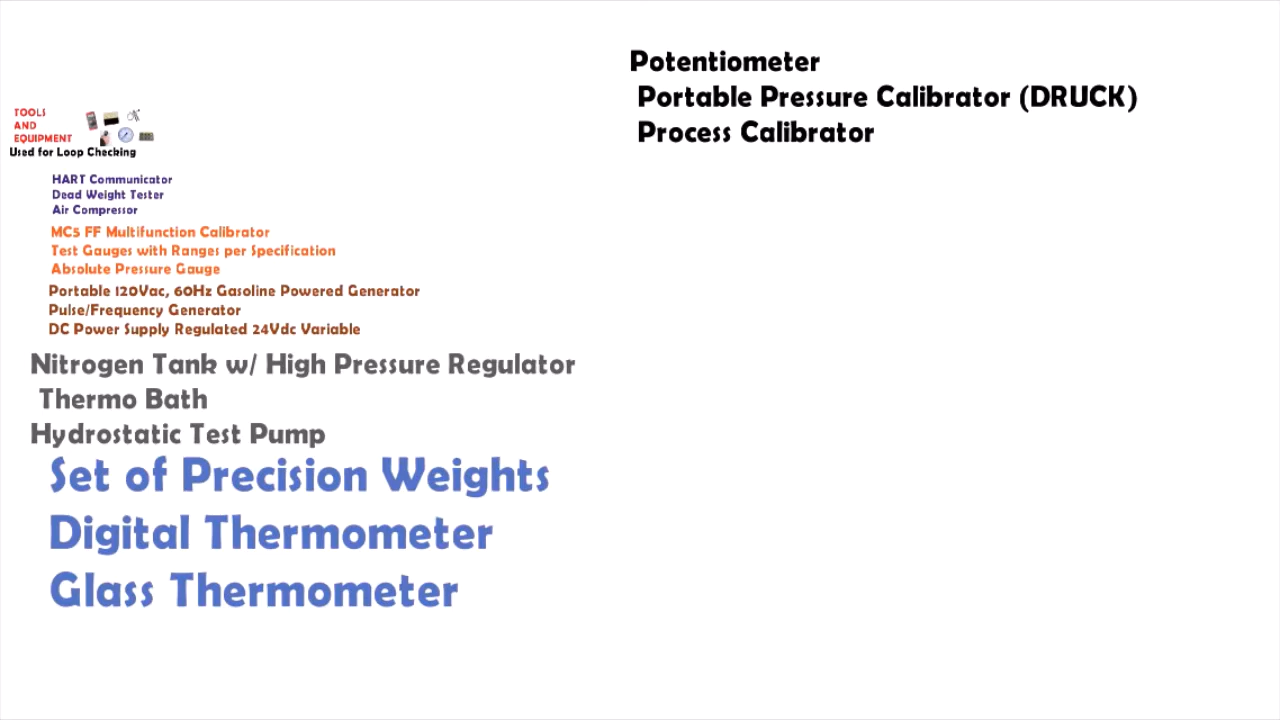 TOOLS
AND
EQUIPMENT
Used for Loop Checking
HART Communicator
Dead Weight Tester
Air Compressor
MC5 FF Multifunction Calibrator
Test Gauges with Ranges per Specification
Absolute Pressure Gauge
Portable 120Vac, 60Hz Gasoline Powered Generator
Pulse/Frequency Generator
DC Power Supply Regulated 24Vdc Variable
Nitrogen Tank w/ High Pressure Regulator
Thermo Bath
Hydrostatic Test Pump
Set of Precision Weights
Digital Thermometer
Glass Thermometer
Potentiometer
Portable Pressure Calibrator (DRUCK)
Process Calibrator